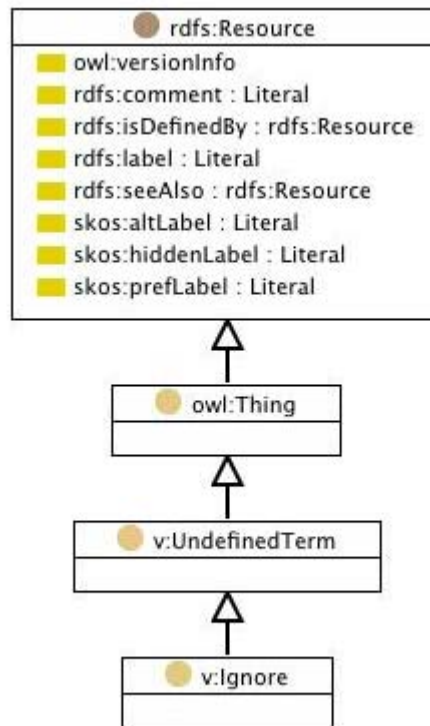 rdfs:Resource
owl:versionInfo
rdfs:comment : Literal
rdfs:isDefinedBy : rdfs:Resource
rdfs:label : Literal
rdfs:seeAlso : rdfs:Resource
skos:altLabel : Literal
skos:hiddenLabel : Literal
skos:prefLabel : Literal
owl:Thing
v:UndefinedTerm
v:Ignore